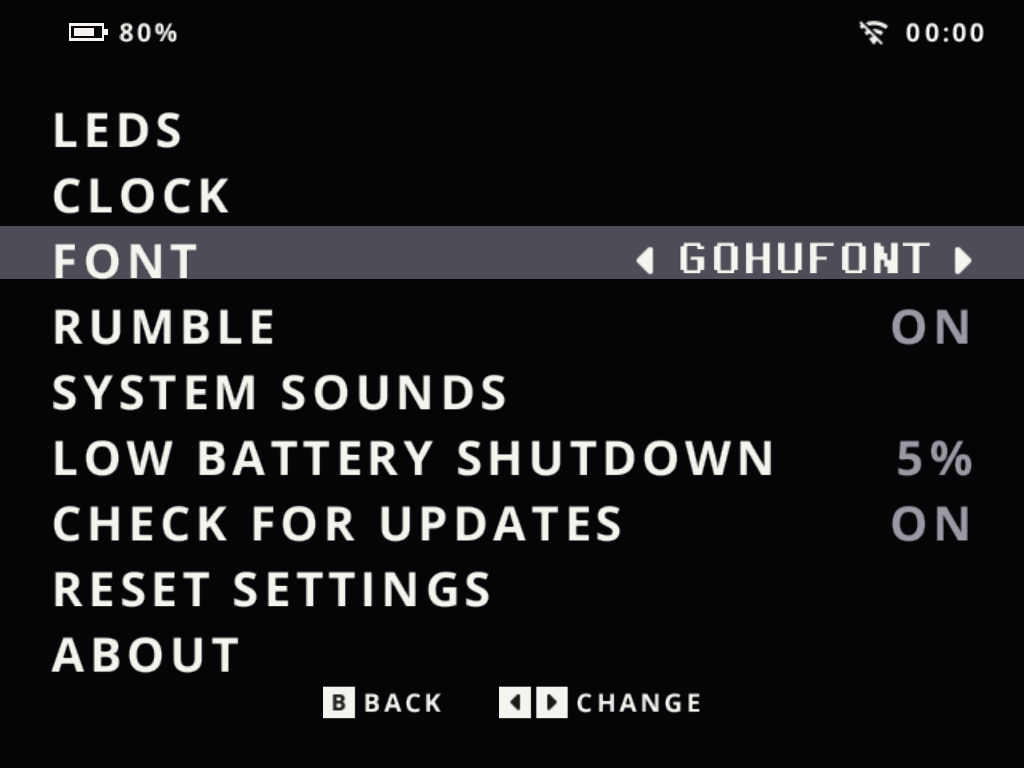 80% 00:00
LEDS
CLOCK
FONT GOHUFONT
RUMBLE ON
SYSTEM SOUNDS
LOW BATTERY SHUTDOWN 5%
CHECK FOR UPDATES ON
RESET SETTINGS
ABOUT
B BACK CHANGE